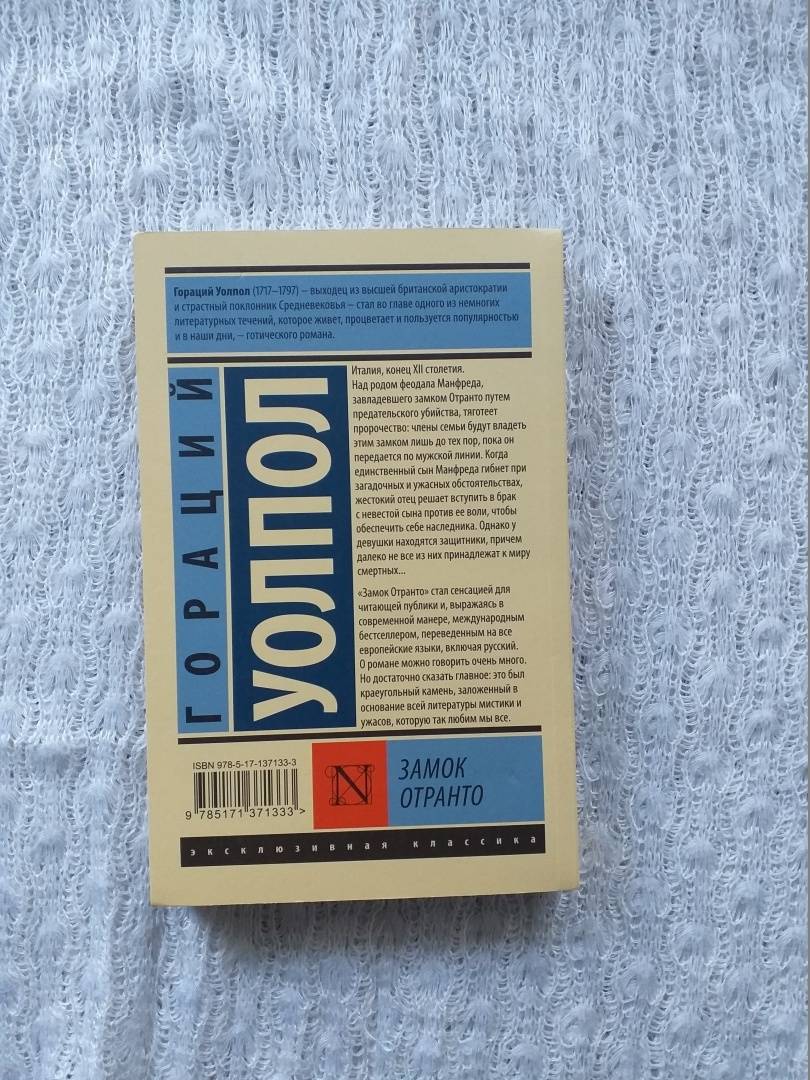 Гораций Уолпол (1717–1797) – выходец из высшей британской аристократии
и страстный поклонник Средневековья – стал во главе одного из немногих
литературных течений, которое живет, процветает и пользуется популярностью
и в наши дни, – готического романа.
ГОРАЦИЙ
УОЛПОЛ
Италия, конец XII столетия.
Над родом феодала Манфреда,
завладевшего замком Отранто путем
предательского убийства, тяготеет
пророчество: члены семьи будут владеть
этим замком лишь до тех пор, пока он
передается по мужской линии. Когда
единственный сын Манфреда гибнет при
загадочных и ужасных обстоятельствах,
жестокий отец решает вступить в брак
с невестой сына против ее воли, чтобы
обеспечить себе наследника. Однако у
девушки находятся защитники, причем
далеко не все из них принадлежат к миру
смертных...
«Замок Отранто» стал сенсацией для
читающей публики и, выражаясь в
современной манере, международным
бестселлером, переведенным на все
европейские языки, включая русский.
О романе можно говорить очень много.
Но достаточно сказать главное: это был
краеугольный камень, заложенный в
основание всей литературы мистики и
ужасов, которую так любим мы все.
ISBN 978-5-17-137133-3
9 785171 371333 >
N
ЗАМОК
ОТРАНТО
эксклюзивная классика